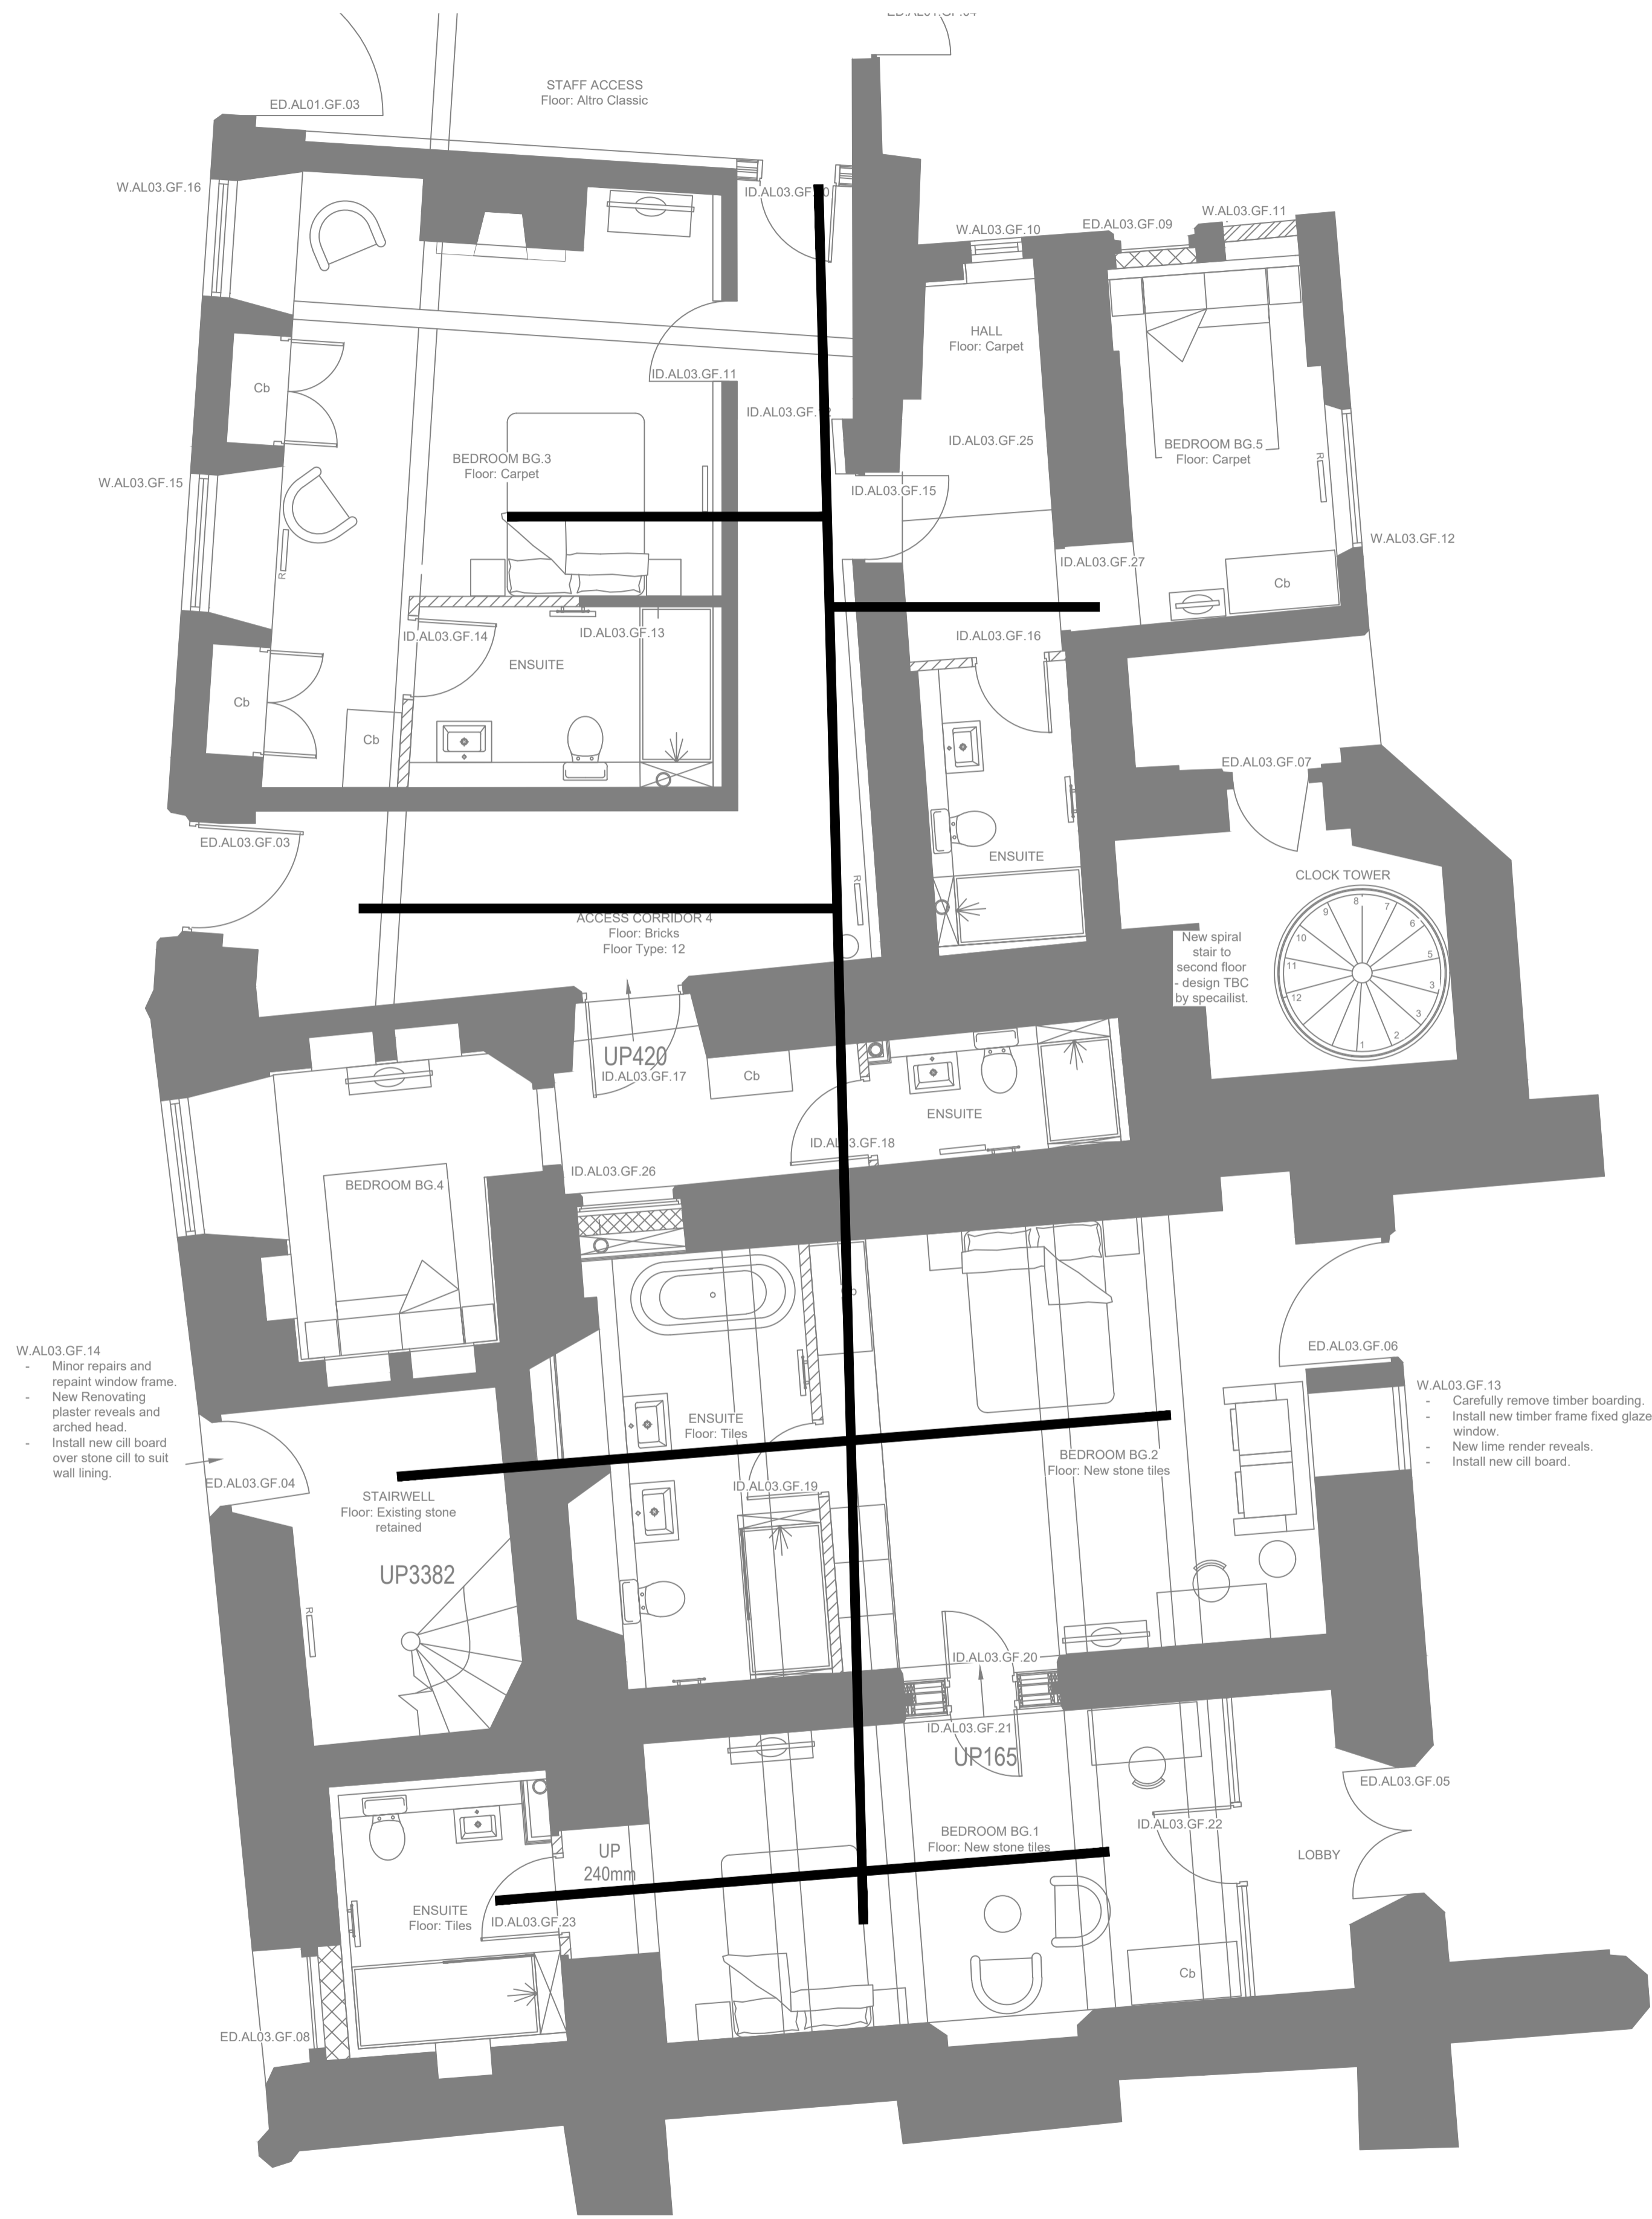 STAFF ACCESS
Floor: Altro Classic
ED.AL01.GF.03
W.AL03.GF.16
W.AL03.GF.11
ED.AL03.GF.09
W.AL03.GF.10
HALL
Floor: Carpet
ID.AL03.GF.11
Cb
ID.AL03.GF.25
BEDROOM BG.5
Floor: Carpet
R
BEDROOM BG.3
Floor: Carpet
W.AL03.GF.15
ID.AL03.GF.15
W.AL03.GF.12
ID.AL03.GF.27
R
Cb
ID.AL03.GF.14
ID.AL03.GF.13
ID.AL03.GF.16
ENSUITE
Cb
Cb
ED.AL03.GF.07
ED.AL03.GF.03
ENSUITE
CLOCK TOWER
R
ACCESS CORRIDOR 4
Floor: Bricks
Floor Type: 12
New spiral
stair to
second floor
- design TBC
by specailist.
8
7
6
5
3
3
2
1
12
11
10
9
UP420
ID.AL03.GF.17
Cb
ENSUITE
ID.AL03.GF.18
ID.AL03.GF.26
BEDROOM BG.4
W.AL03.GF.14
- Minor repairs and
repaint window frame.
- New Renovating
plaster reveals and
arched head.
- Install new cill board
over stone cill to suit
wall lining.
ED.AL03.GF.06
W.AL03.GF.13
- Carefully remove timber boarding.
- Install new timber frame fixed glaze
window.
- New lime render reveals.
- Install new cill board.
ENSUITE
Floor: Tiles
BEDROOM BG.2
Floor: New stone tiles
ED.AL03.GF.04
ID.AL03.GF.19
STAIRWELL
Floor: Existing stone
retained
UP3382
R
ID.AL03.GF.20
ID.AL03.GF.21
UP165
ED.AL03.GF.05
BEDROOM BG.1
Floor: New stone tiles
ID.AL03.GF.22
LOBBY
UP
240mm
ENSUITE
Floor: Tiles
ID.AL03.GF.23
Cb
ED.AL03.GF.08